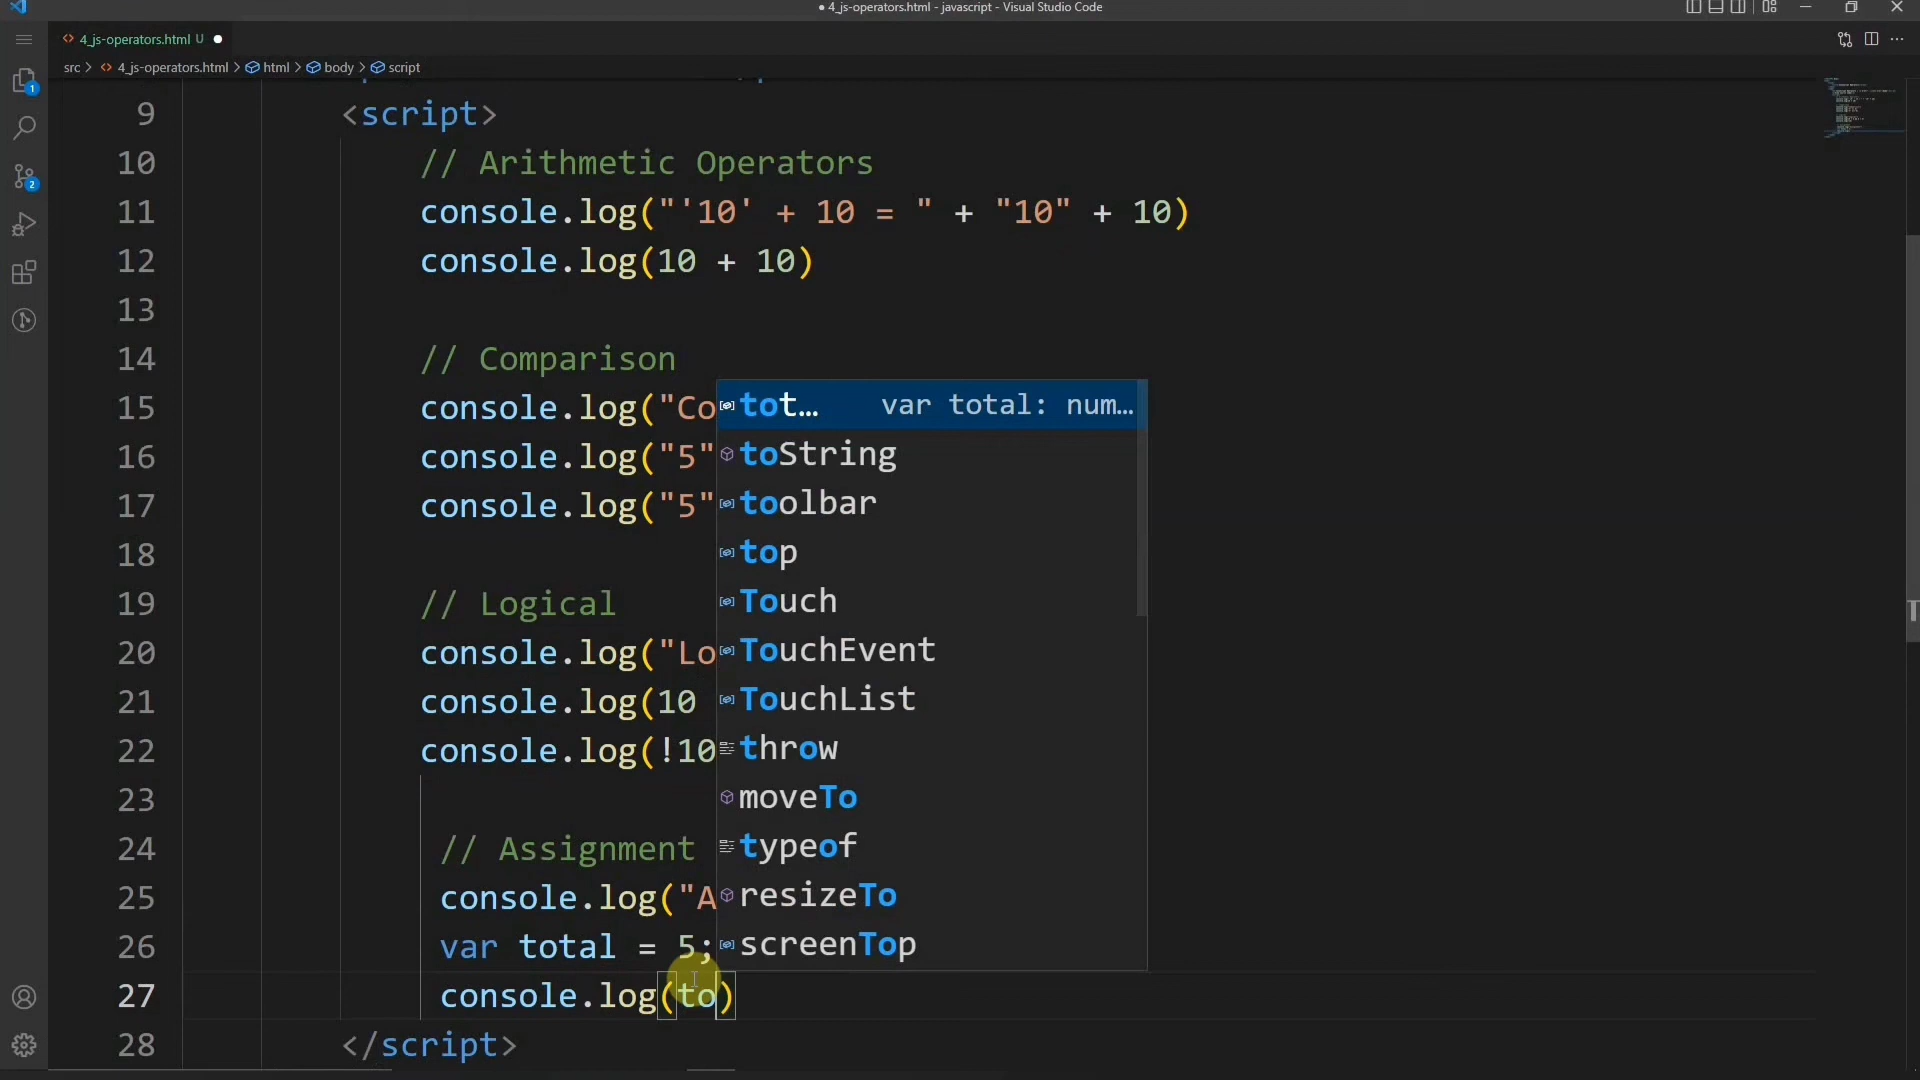 4_js-operators.html - javascript - Visual Studio Code
4_js-operators.html U
src > 4_js-operators.html > html > body > script
9 <script>
10 // Arithmetic Operators
11 console.log("'10' + 10 = " + "10" + 10)
12 console.log(10 + 10)
13
14 // Comparison
15 console.log("Co
16 console.log("5"
17 console.log("5"
18
19 // Logical
20 console.log("Lo
21 console.log(10
22 console.log(!10
23
24 // Assignment
25 console.log("A
26 var total = 5;
27 console.log(to)
28 </script>
tot… var total: num…
toString
toolbar
top
Touch
TouchEvent
TouchList
throw
moveTo
typeof
resizeTo
screenTop
1
2